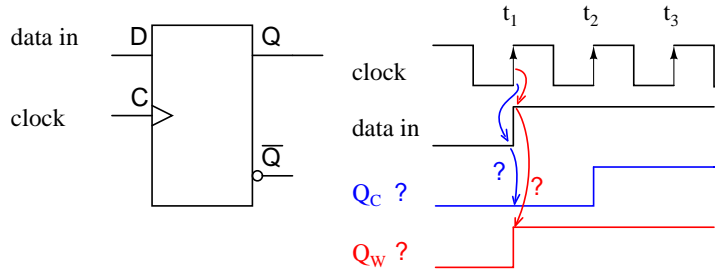 data in
D
Q
C
clock
Q
t1
t2
t3
clock
data in
?
?
QC ?
QW ?